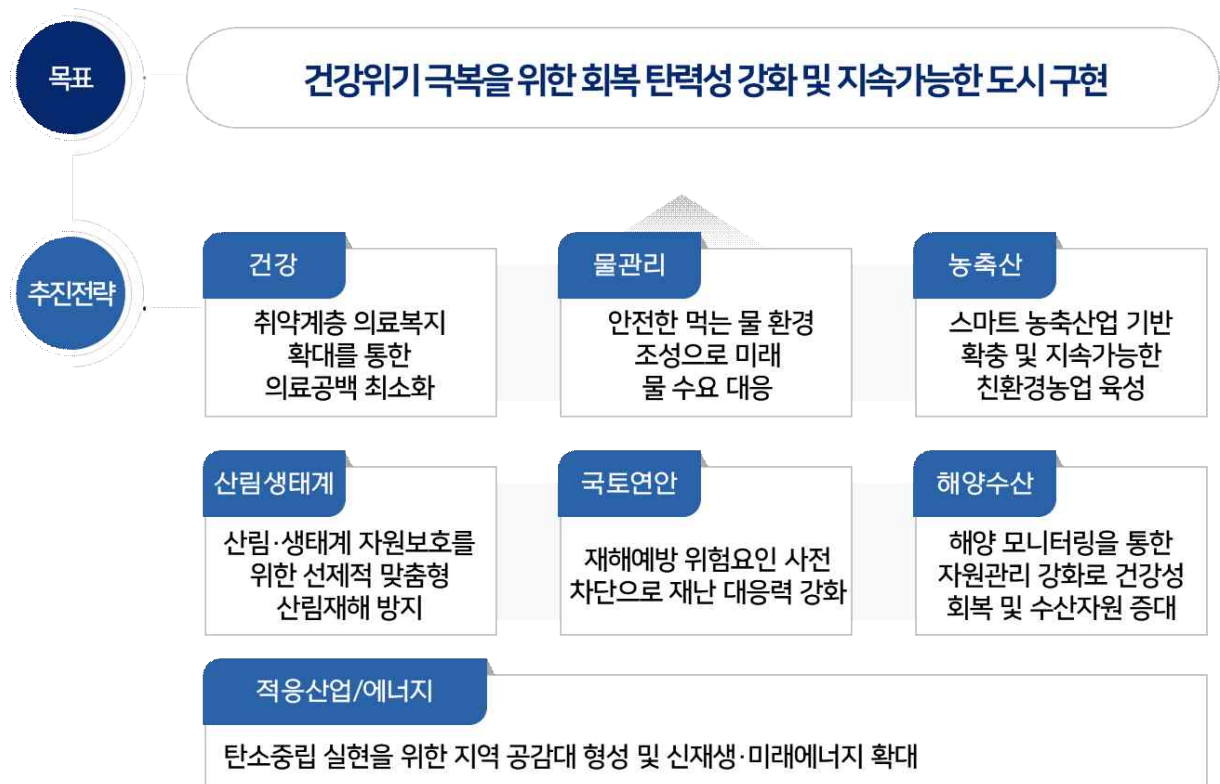 목표
건강위기 극복을 위한 회복 탄력성 강화 및 지속가능한 도시 구현
추진전략
건강
취약계층 의료복지
확대를 통한
의료공백 최소화
물관리
안전한 먹는 물 환경
조성으로 미래
물 수요 대응
농축산
스마트 농축산업 기반
확충 및 지속가능한
친환경농업 육성
산림생태계
산림·생태계 자원보호를
위한 선제적 맞춤형
산림재해 방지
국토연안
재해예방 위험요인 사전
차단으로 재난 대응력 강화
해양수산
해양 모니터링을 통한
자원관리 강화로 건강성
회복 및 수산자원 증대
적응산업/에너지
탄소중립 실현을 위한 지역 공감대 형성 및 신재생·미래에너지 확대